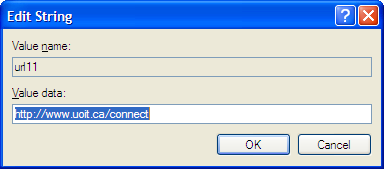 Edit String
Value name:
url11
Value data:
http://www.uoit.ca/connect
OK Cancel